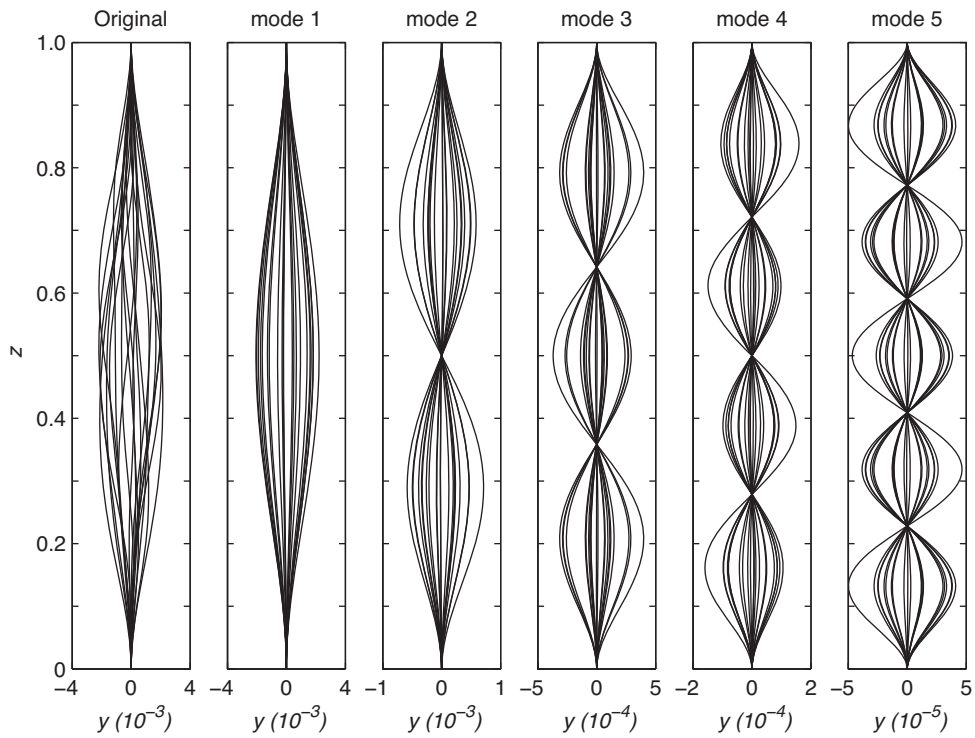 Original mode 1 mode 2 mode 3 mode 4 mode 5
1.0
0.8
0.6
z
0.4
0.2
0
−4 0 4 −4 0 4 −1 0 1 −5 0 5 −2 0 2 −5 0 5
y (10⁻³) y (10⁻³) y (10⁻³) y (10⁻⁴) y (10⁻⁴) y (10⁻⁵)